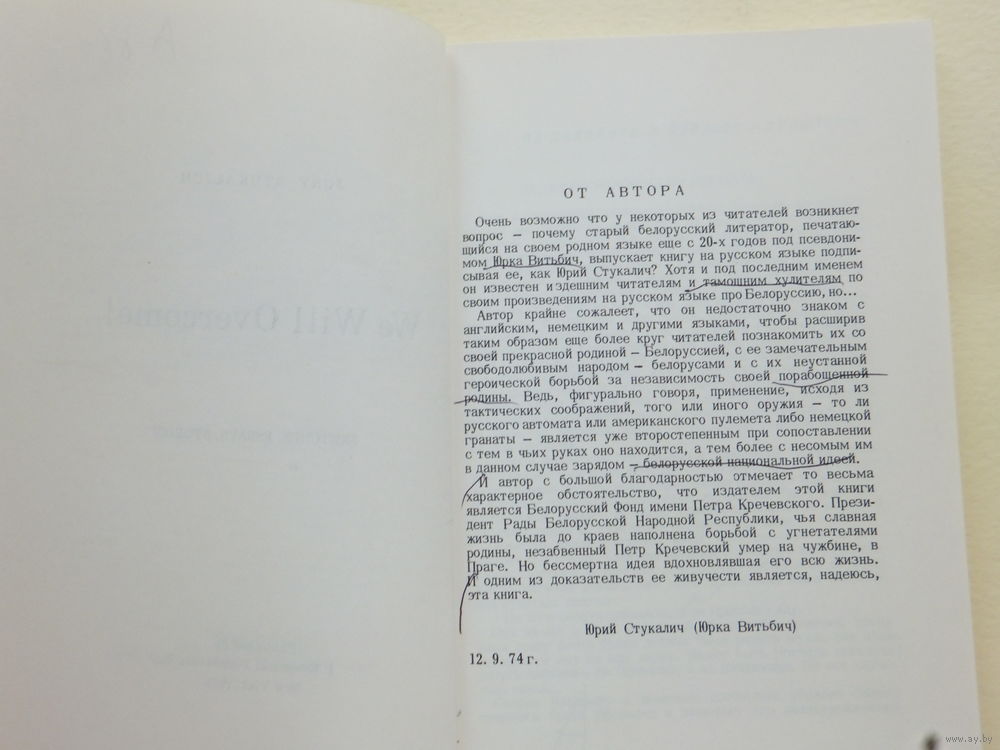 ОТ АВТОРА
Очень возможно что у некоторых из читателей возникнет
вопрос — почему старый белорусский литератор, печатаю-
щийся на своем родном языке еще с 20-х годов под псевдони-
мом Юрка Витьбич, выпускает книгу на русском языке подпи-
сывая ее, как Юрий Стукалич? Хотя и под последним именем
он известен и здешним читателям и тамошним хулителям по
своим произведениям на русском языке про Белоруссию, но...
Автор крайне сожалеет, что он недостаточно знаком с
английским, немецким и другими языками, чтобы расширив
таким образом еще более круг читателей познакомить их со
своей прекрасной родиной — Белоруссией, с ее замечательным
свободолюбивым народом — белорусами и с их неустанной
героической борьбой за независимость своей порабощенной
родины. Ведь, фигурально говоря, применение, исходя из
тактических соображений, того или иного оружия — то ли
русского автомата или американского пулемета либо немецкой
гранаты — является уже второстепенным при сопоставлении
с тем в чьих руках оно находится, а тем более с несомым им
в данном случае зарядом — белорусской национальной идеей.
И автор с большой благодарностью отмечает то весьма
характерное обстоятельство, что издателем этой книги
является Белорусский Фонд имени Петра Кречевского. Прези-
дент Рады Белорусской Народной Республики, чья славная
жизнь была до краев наполнена борьбой с угнетателями
родины, незабвенный Петр Кречевский умер на чужбине, в
Праге. Но бессмертна идея вдохновлявшая его всю жизнь.
И одним из доказательств ее живучести является, надеюсь,
эта книга.
Юрий Стукалич (Юрка Витьбич)
12. 9. 74 г.
www.ay.by